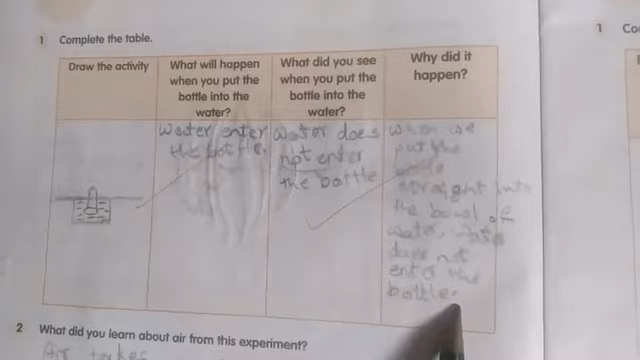 1 Complete the table.
1 Co
Draw the activity
What will happen
when you put the
bottle into the
water?
What did you see
when you put the
bottle into the
water?
Why did it
happen?
Water enter
the bottle.
Water does
not enter
the bottle
When we
put the
straight into
the bowl of
water, water
does not
enter the
bottle.
2 What did you learn about air from this experiment?
Air takes